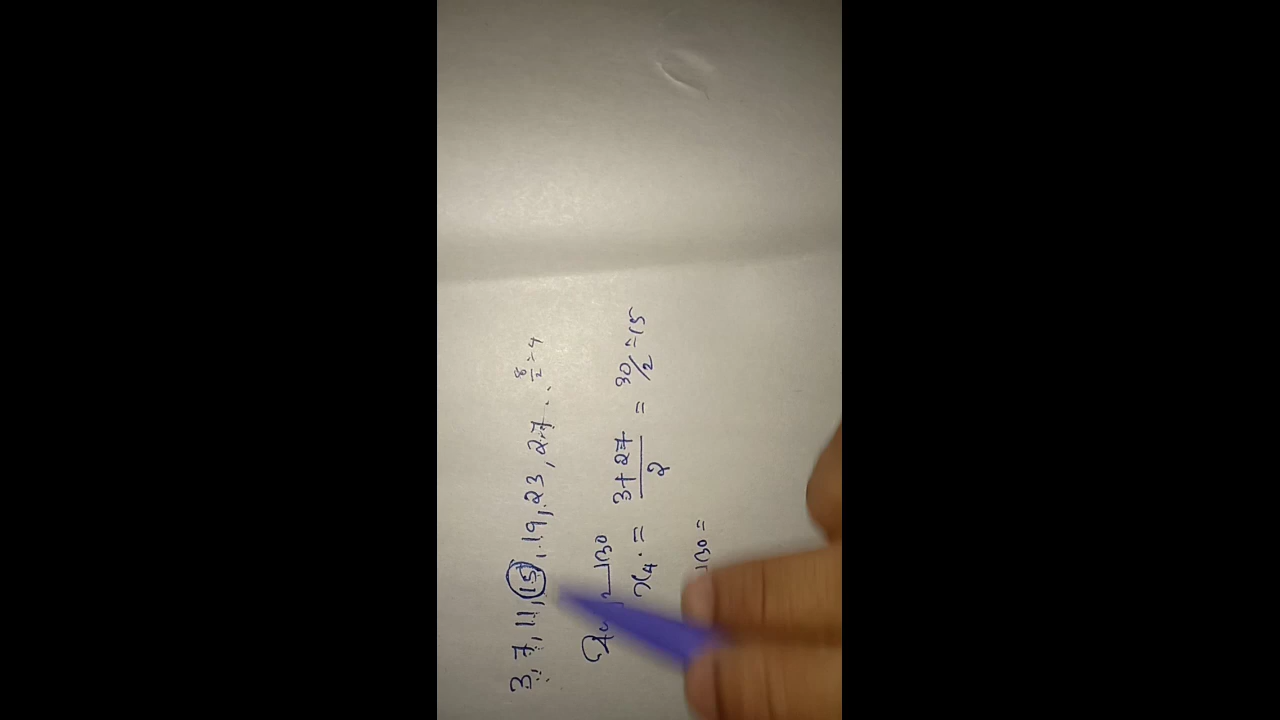 3, 7, 11, 15, 19, 23, 27 . . 8/2 = 4
x4 = 3+27/2 = 30/2 = 15